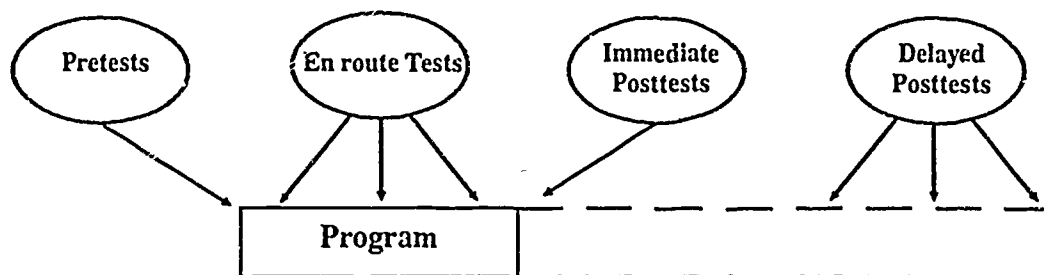 Pretests
En route Tests
Immediate
Posttests
Delayed
Posttests
Program